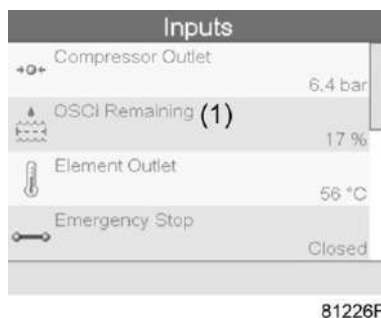 Inputs
Compressor Outlet
6,4 bar
OSCI Remaining (1)
17 %
Element Outlet
56 °C
Emergency Stop
Closed
81226F